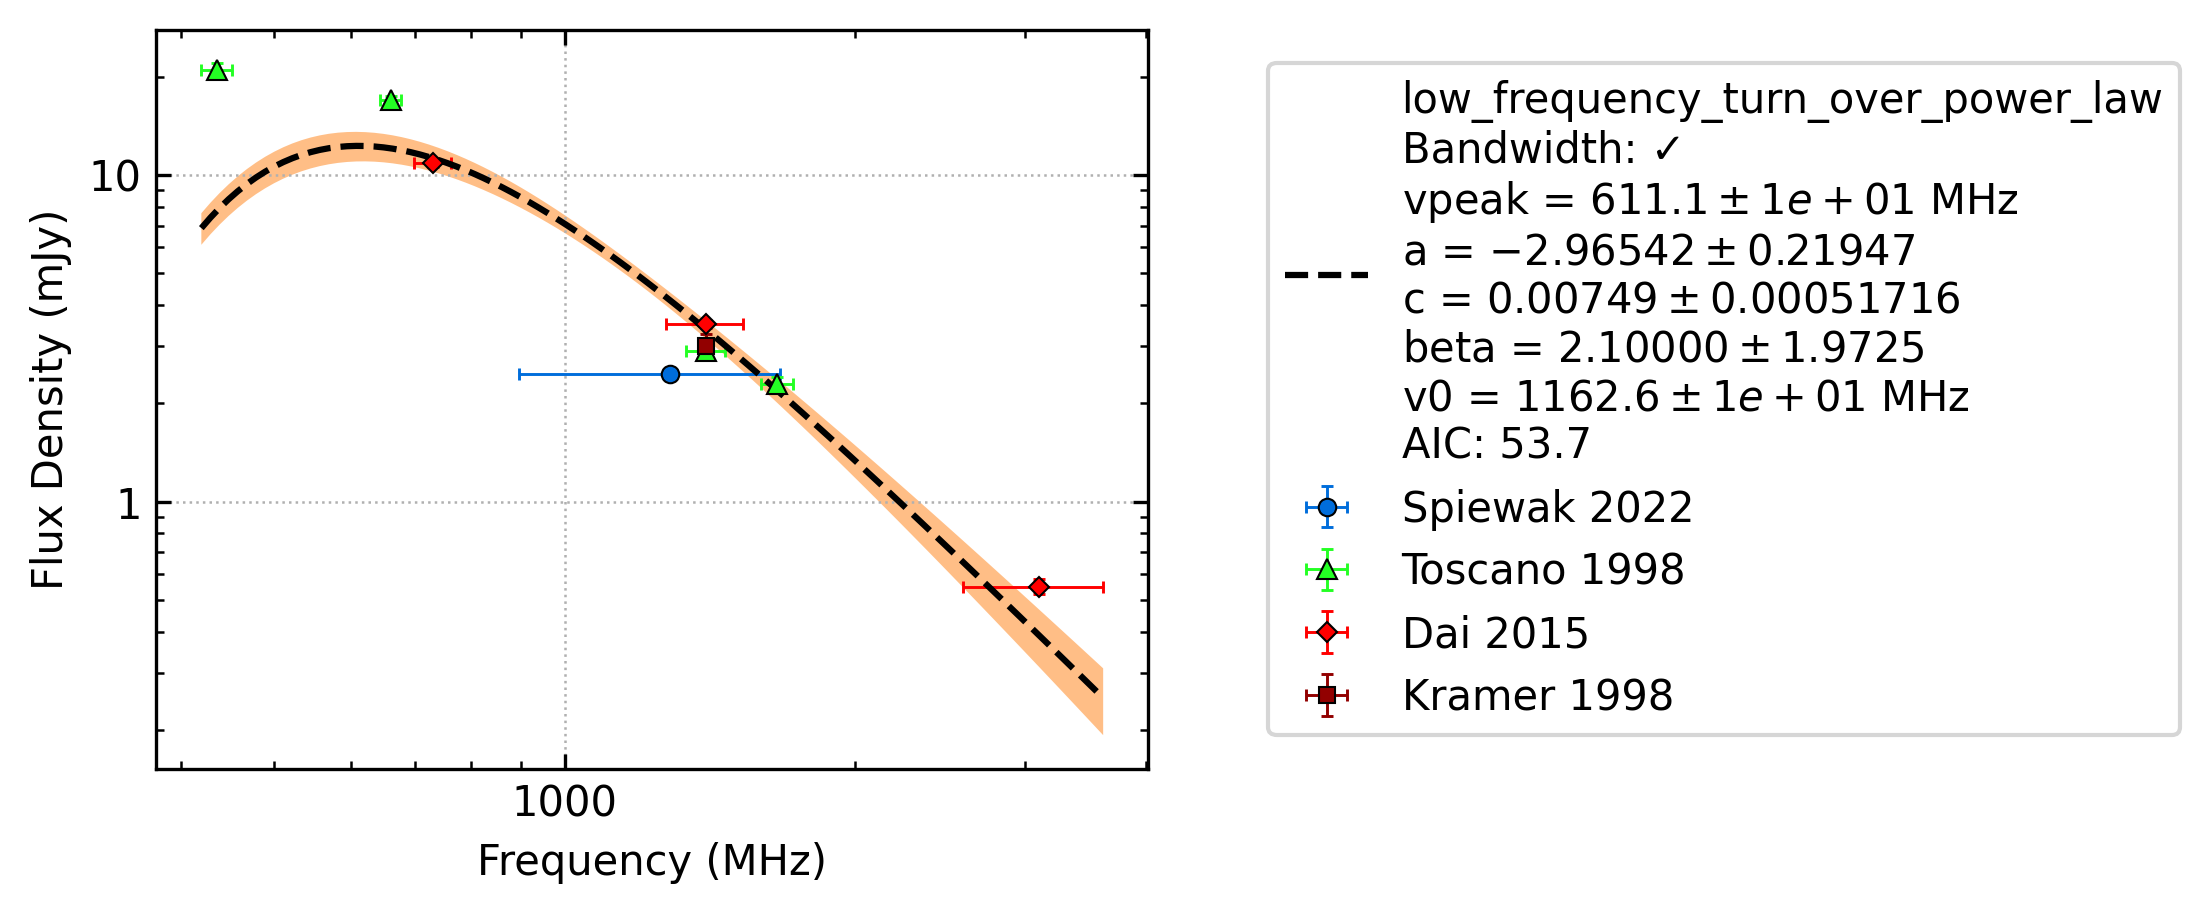 10
1
Flux Density (mJy)
1000
Frequency (MHz)
low_frequency_turn_over_power_law
Bandwidth: ✓
vpeak = 611.1 ± 1e + 01 MHz
a = −2.96542 ± 0.21947
c = 0.00749 ± 0.00051716
beta = 2.10000 ± 1.9725
v0 = 1162.6 ± 1e + 01 MHz
AIC: 53.7
Spiewak 2022
Toscano 1998
Dai 2015
Kramer 1998